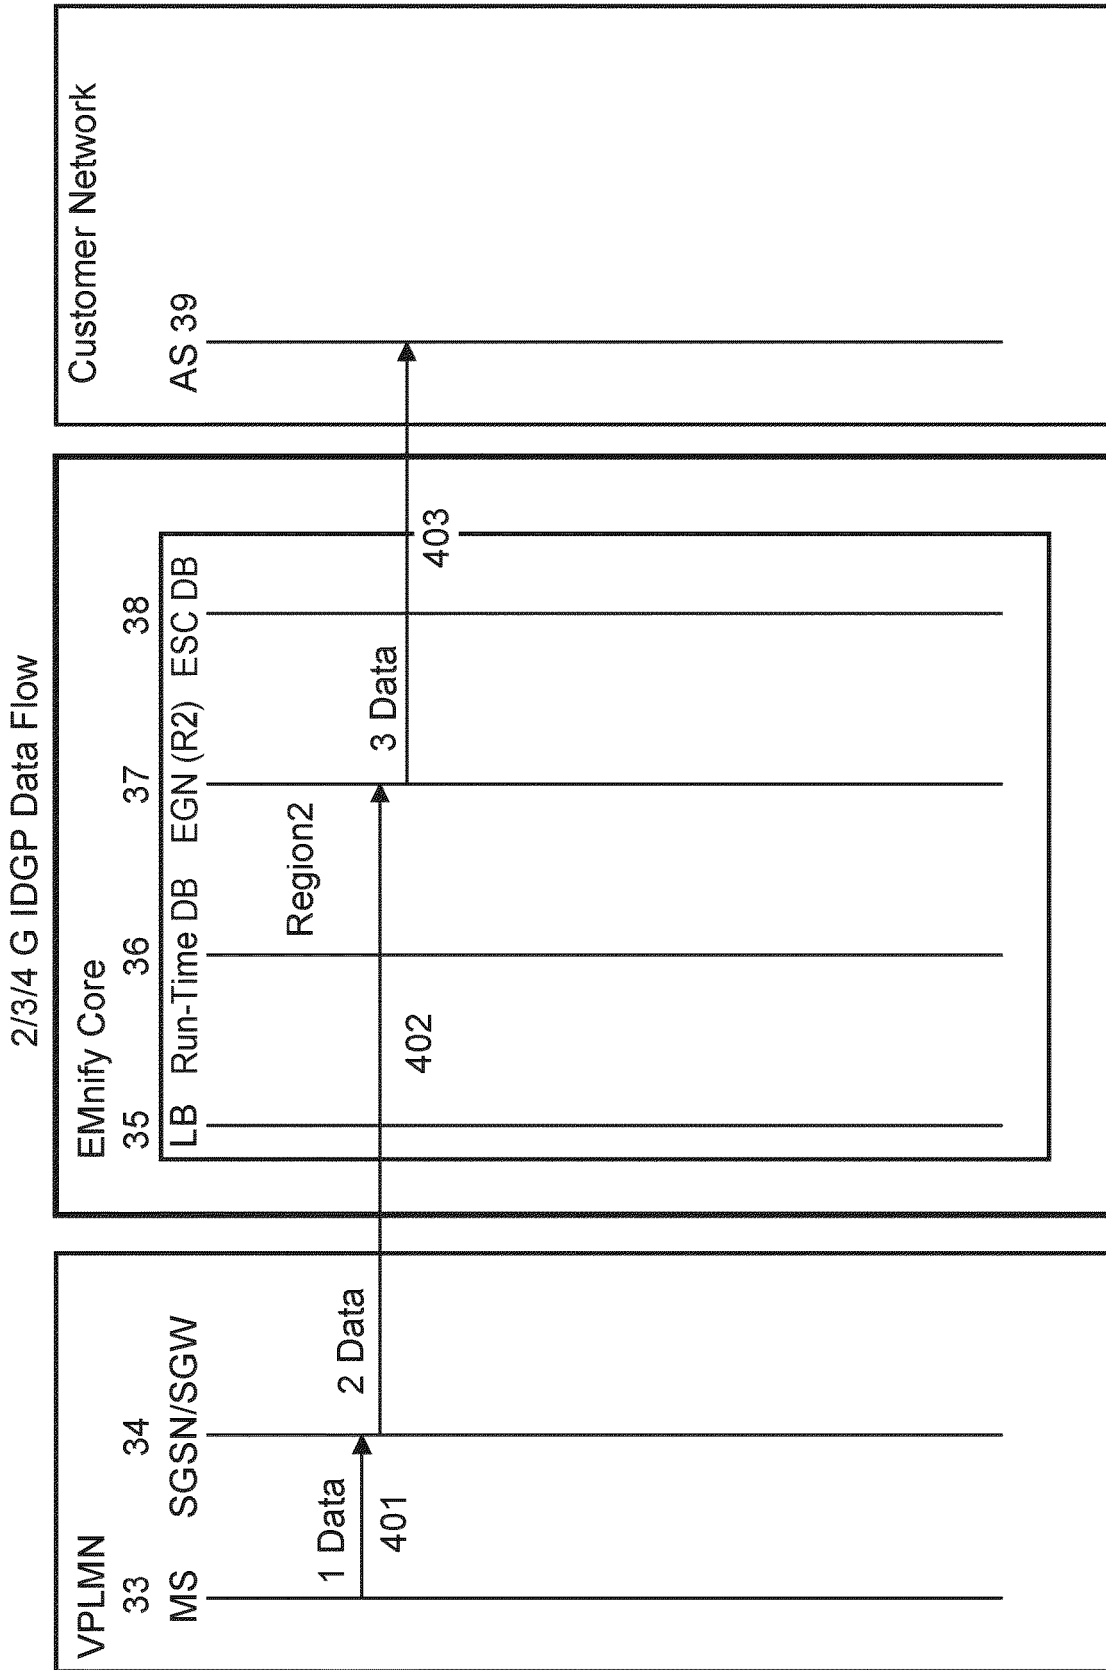 2/3/4 G IDGP Data Flow
VPLMN
33
34
MS
SGSN/SGW
1 Data
401
2 Data
EMnify Core
35
36
37
38
LB
Run-Time DB
EGN (R2)
ESC DB
Region2
402
3 Data
403
Customer Network
AS 39